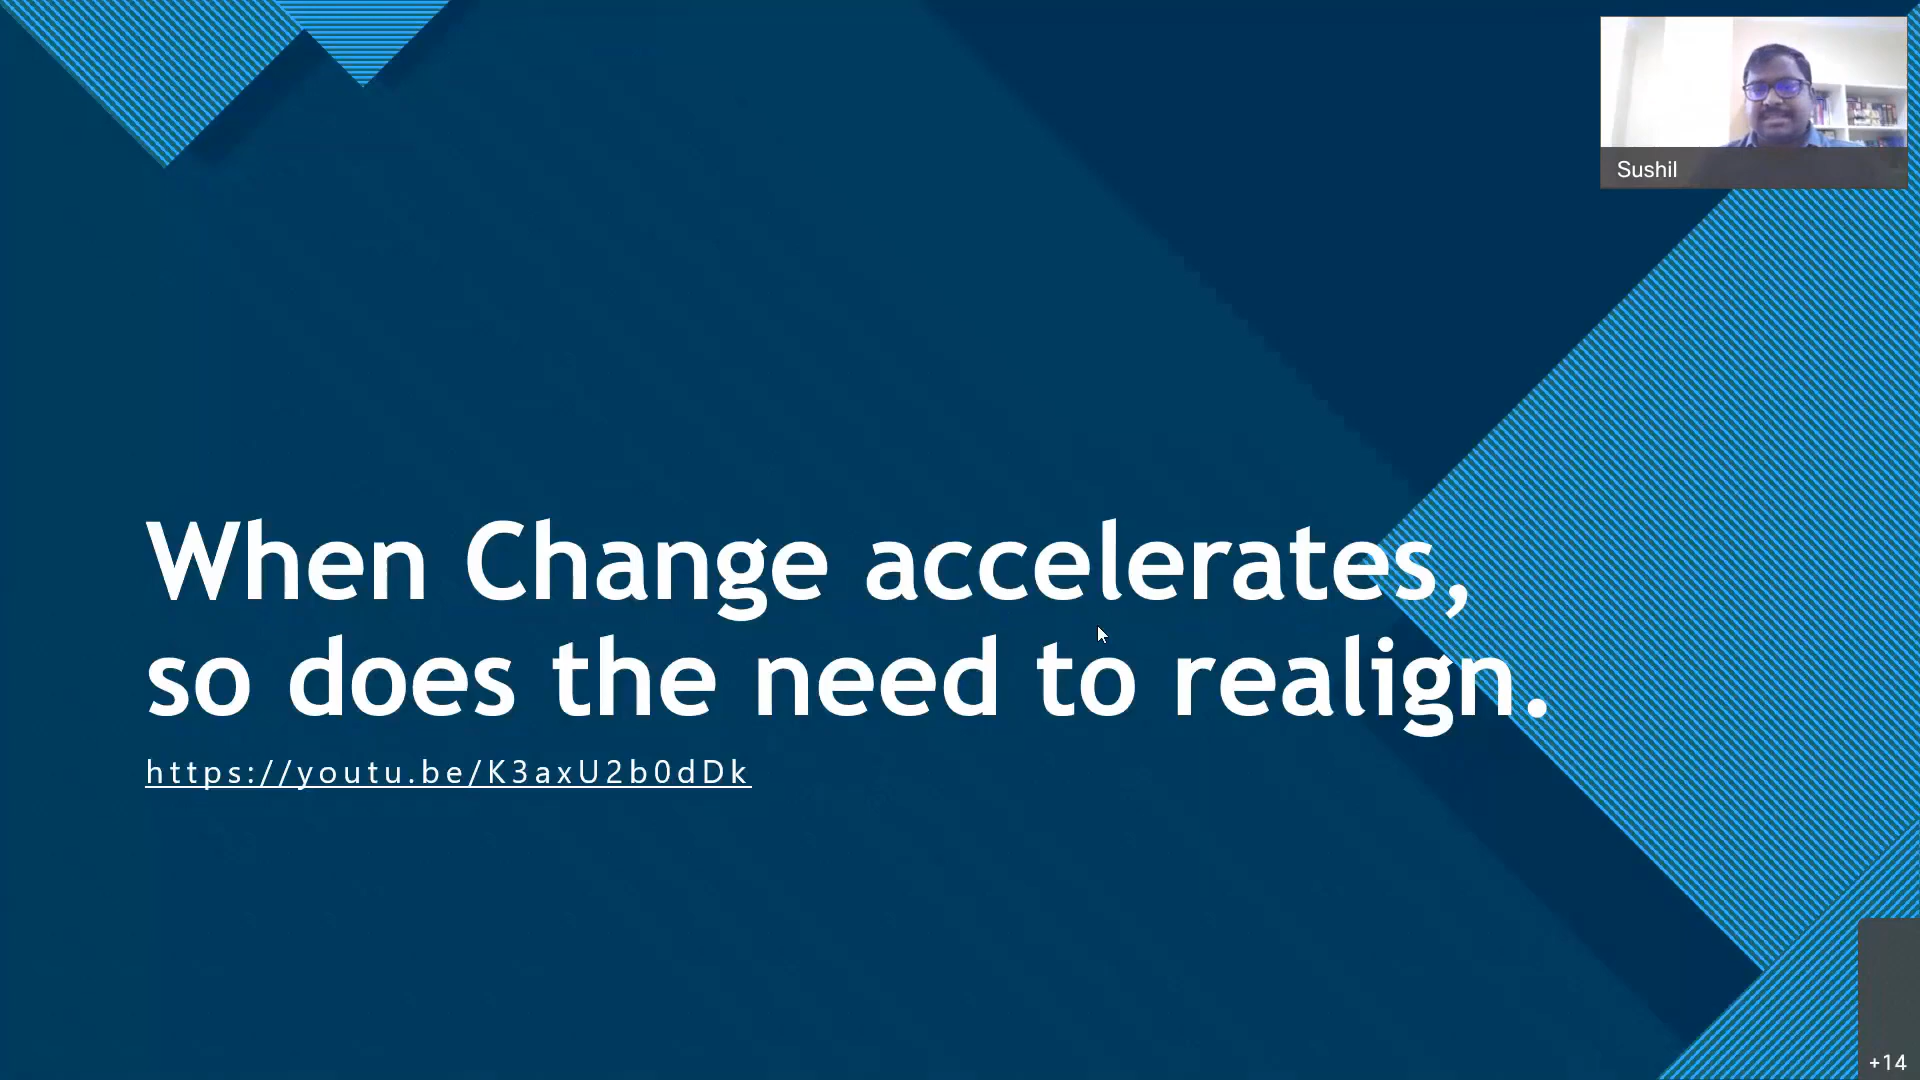 Sushil
When Change accelerates,
so does the need to realign.
https://youtu.be/K3axU2b0dDk
+14